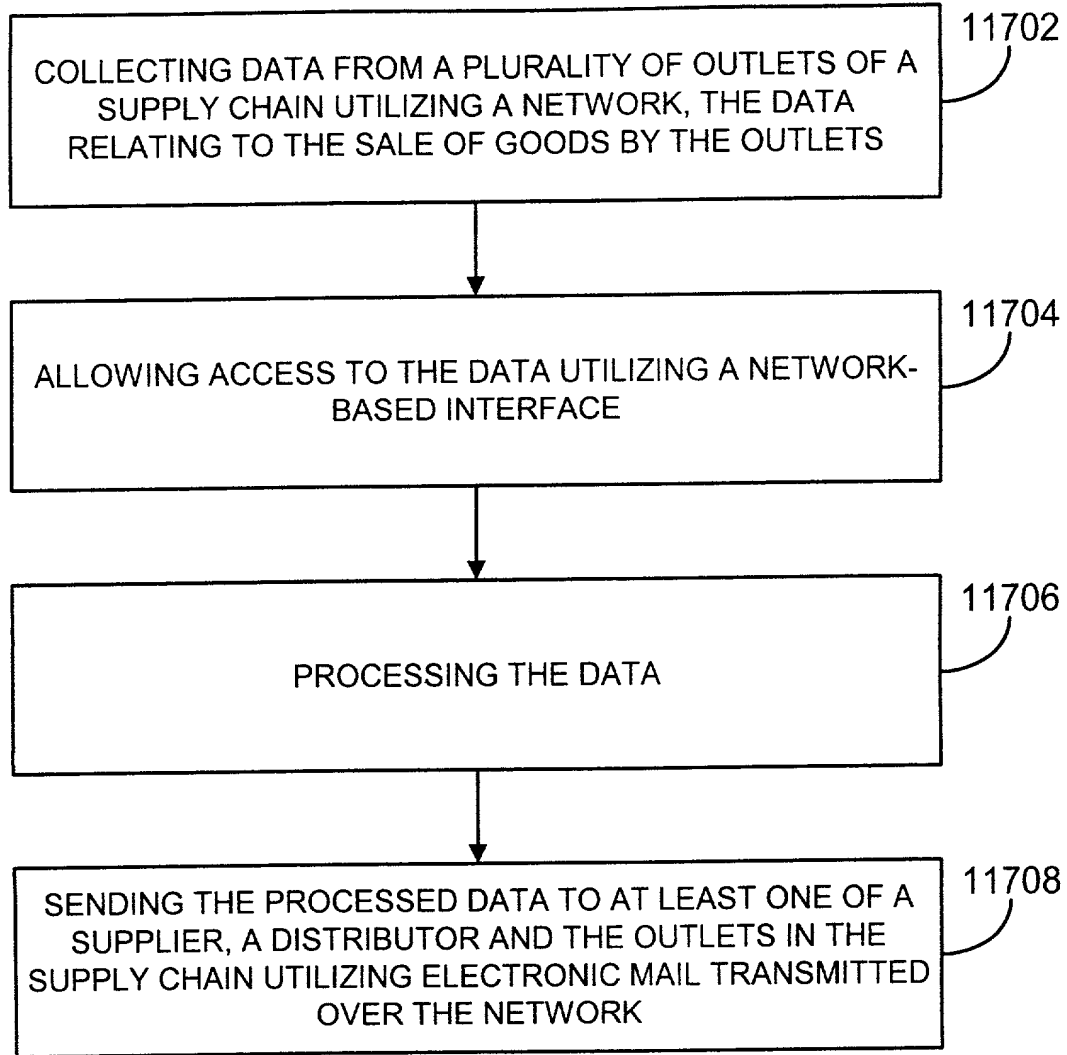 11702
COLLECTING DATA FROM A PLURALITY OF OUTLETS OF A
SUPPLY CHAIN UTILIZING A NETWORK, THE DATA
RELATING TO THE SALE OF GOODS BY THE OUTLETS
11704
ALLOWING ACCESS TO THE DATA UTILIZING A NETWORK-
BASED INTERFACE
11706
PROCESSING THE DATA
11708
SENDING THE PROCESSED DATA TO AT LEAST ONE OF A
SUPPLIER, A DISTRIBUTOR AND THE OUTLETS IN THE
SUPPLY CHAIN UTILIZING ELECTRONIC MAIL TRANSMITTED
OVER THE NETWORK